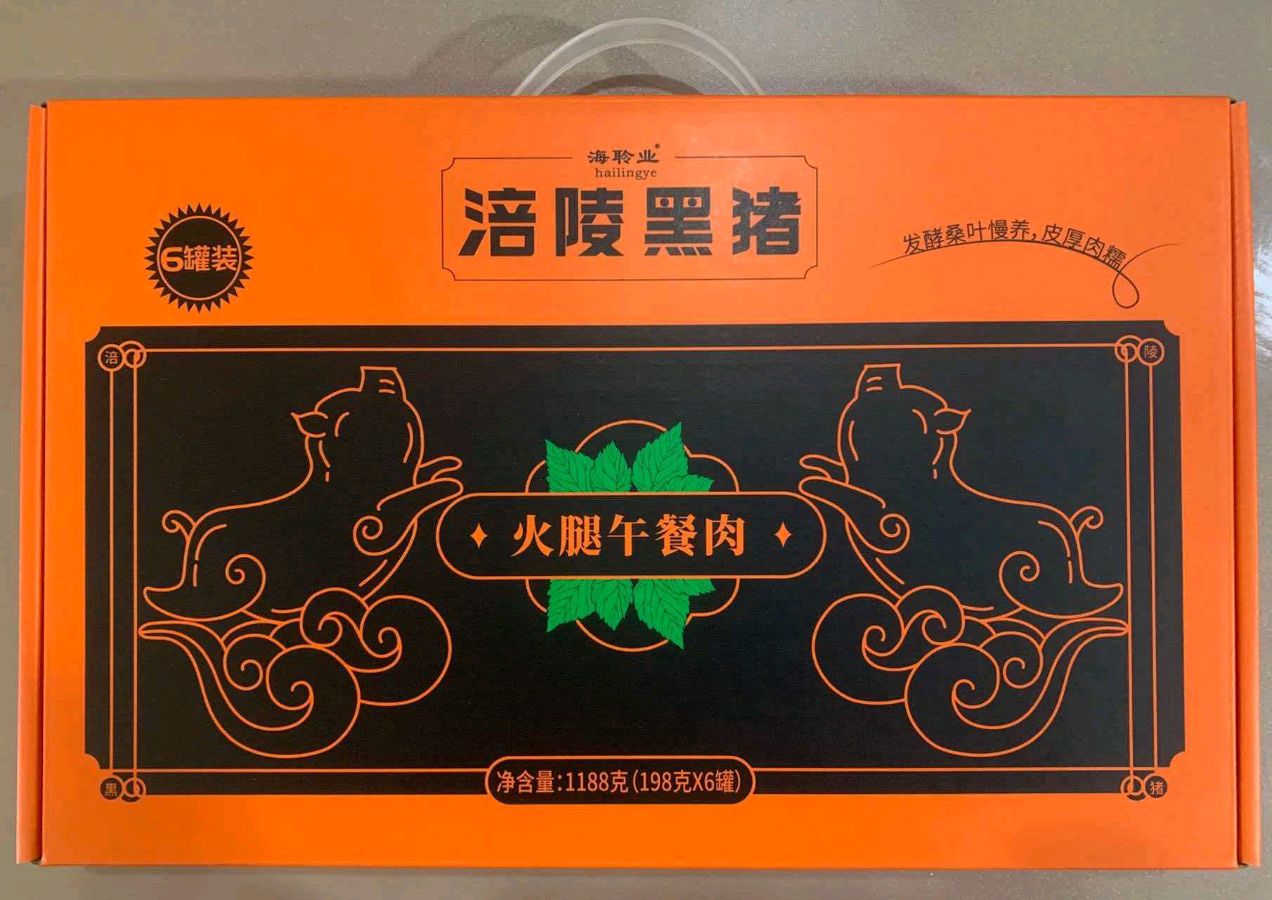 海聆业®
hailingye
涪陵黑猪
6罐装
发酵桑叶慢养，皮厚肉糯
涪
陵
火腿午餐肉
净含量：1188克（198克X6罐）
黑
猪